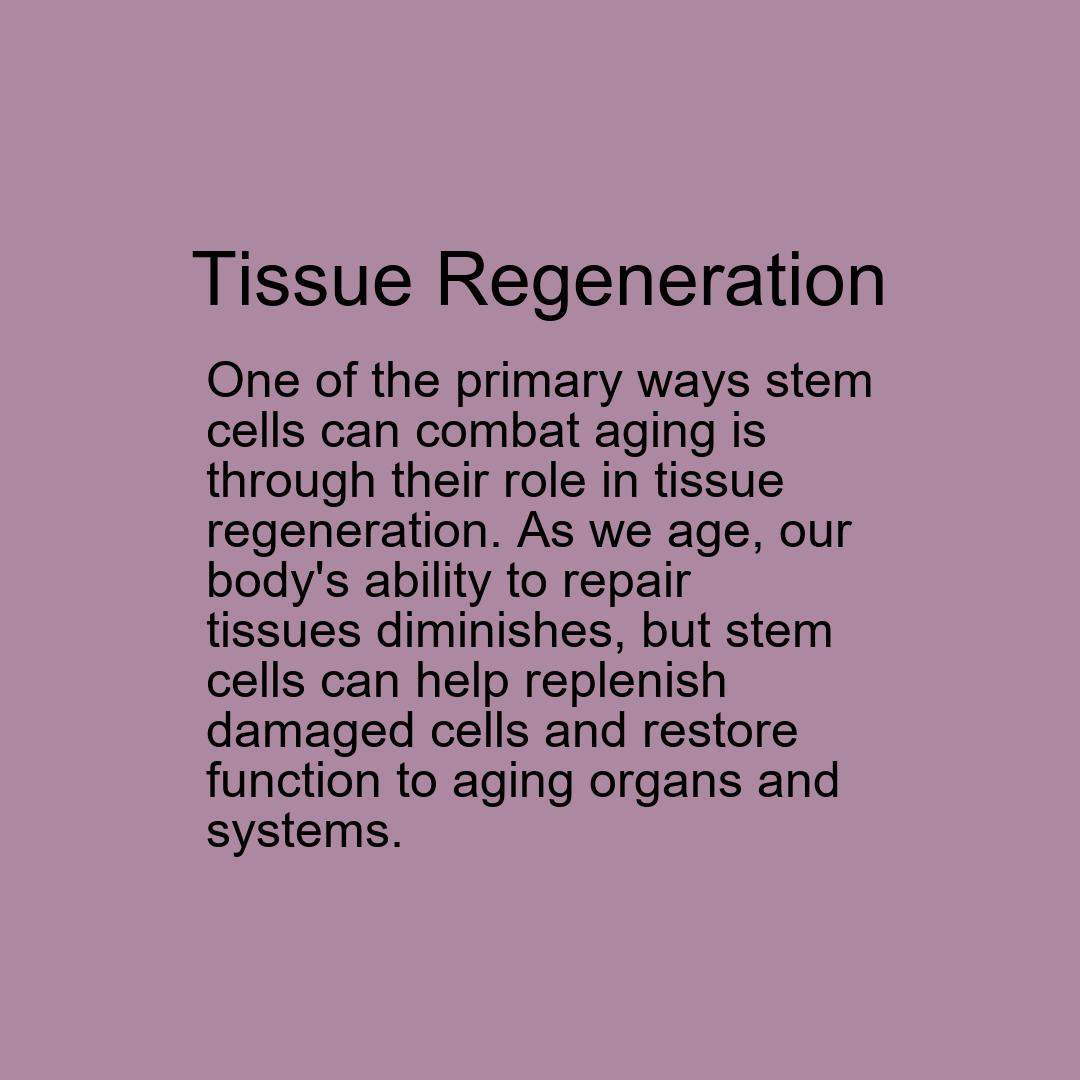 Tissue Regeneration
One of the primary ways stem
cells can combat aging is
through their role in tissue
regeneration. As we age, our
body's ability to repair
tissues diminishes, but stem
cells can help replenish
damaged cells and restore
function to aging organs and
systems.